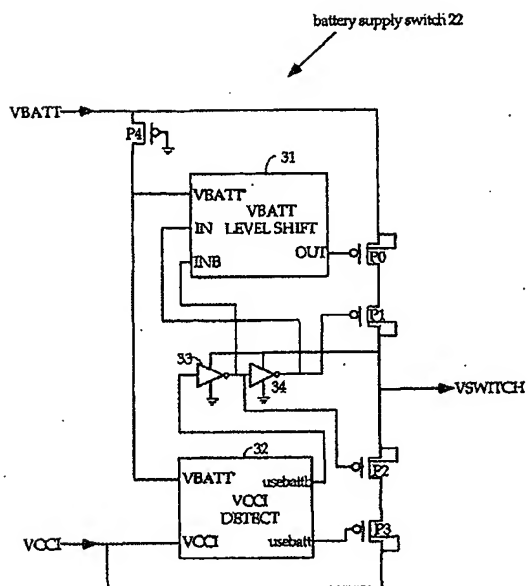 battery supply switch 22
VBATT
P4
31
VBATT
VBATT
LEVEL SHIFT
IN
OUT
INB
P0
P1
33
34
VSWITCH
32
P2
VBATT
usebattb
VCCI
DETECT
P3
VCCI
VCCI
usebatt